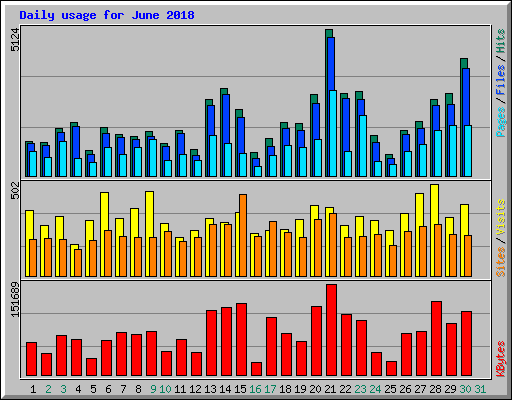 Daily usage for June 2018
5124
Pages / Files / Hits
502
Sites / Visits
151689
KBytes
1 2 3 4 5 6 7 8 9 10 11 12 13 14 15 16 17 18 19 20 21 22 23 24 25 26 27 28 29 30 31